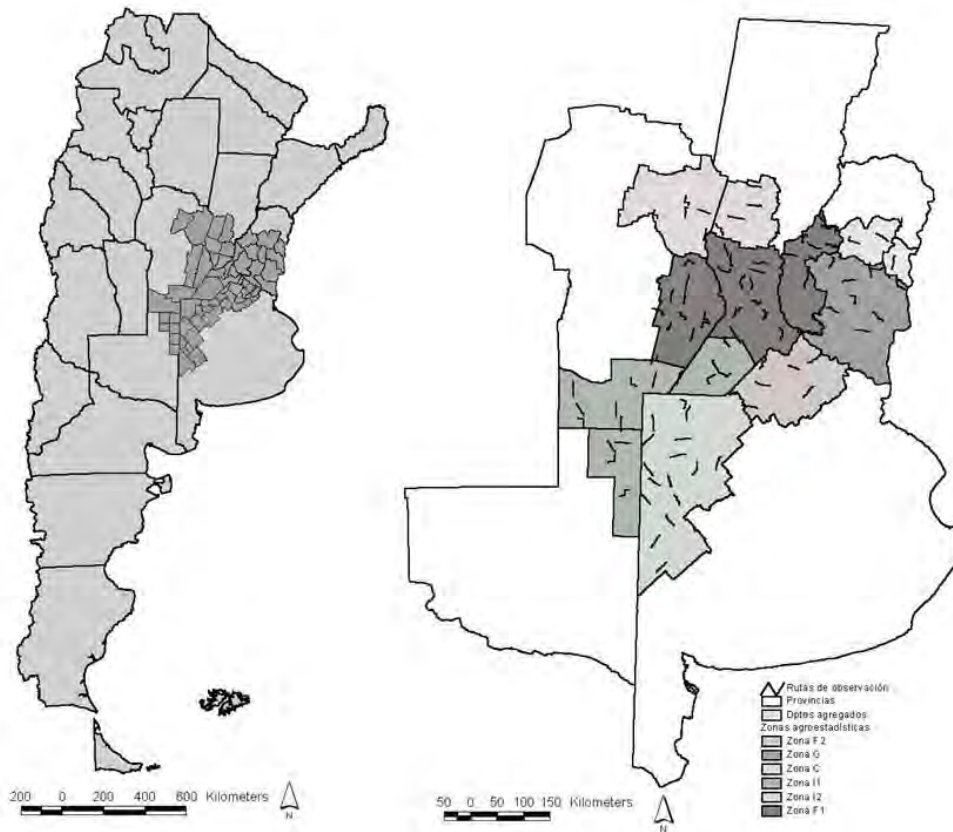 200 0 200 400 600 Kilometers
N
50 0 50 100 150 Kilometers
N
Rutas de observación
Provincias
Dptos agregados
Zonas agroestadísticas
Zona F2
Zona G
Zona C
Zona I1
Zona I2
Zona F1